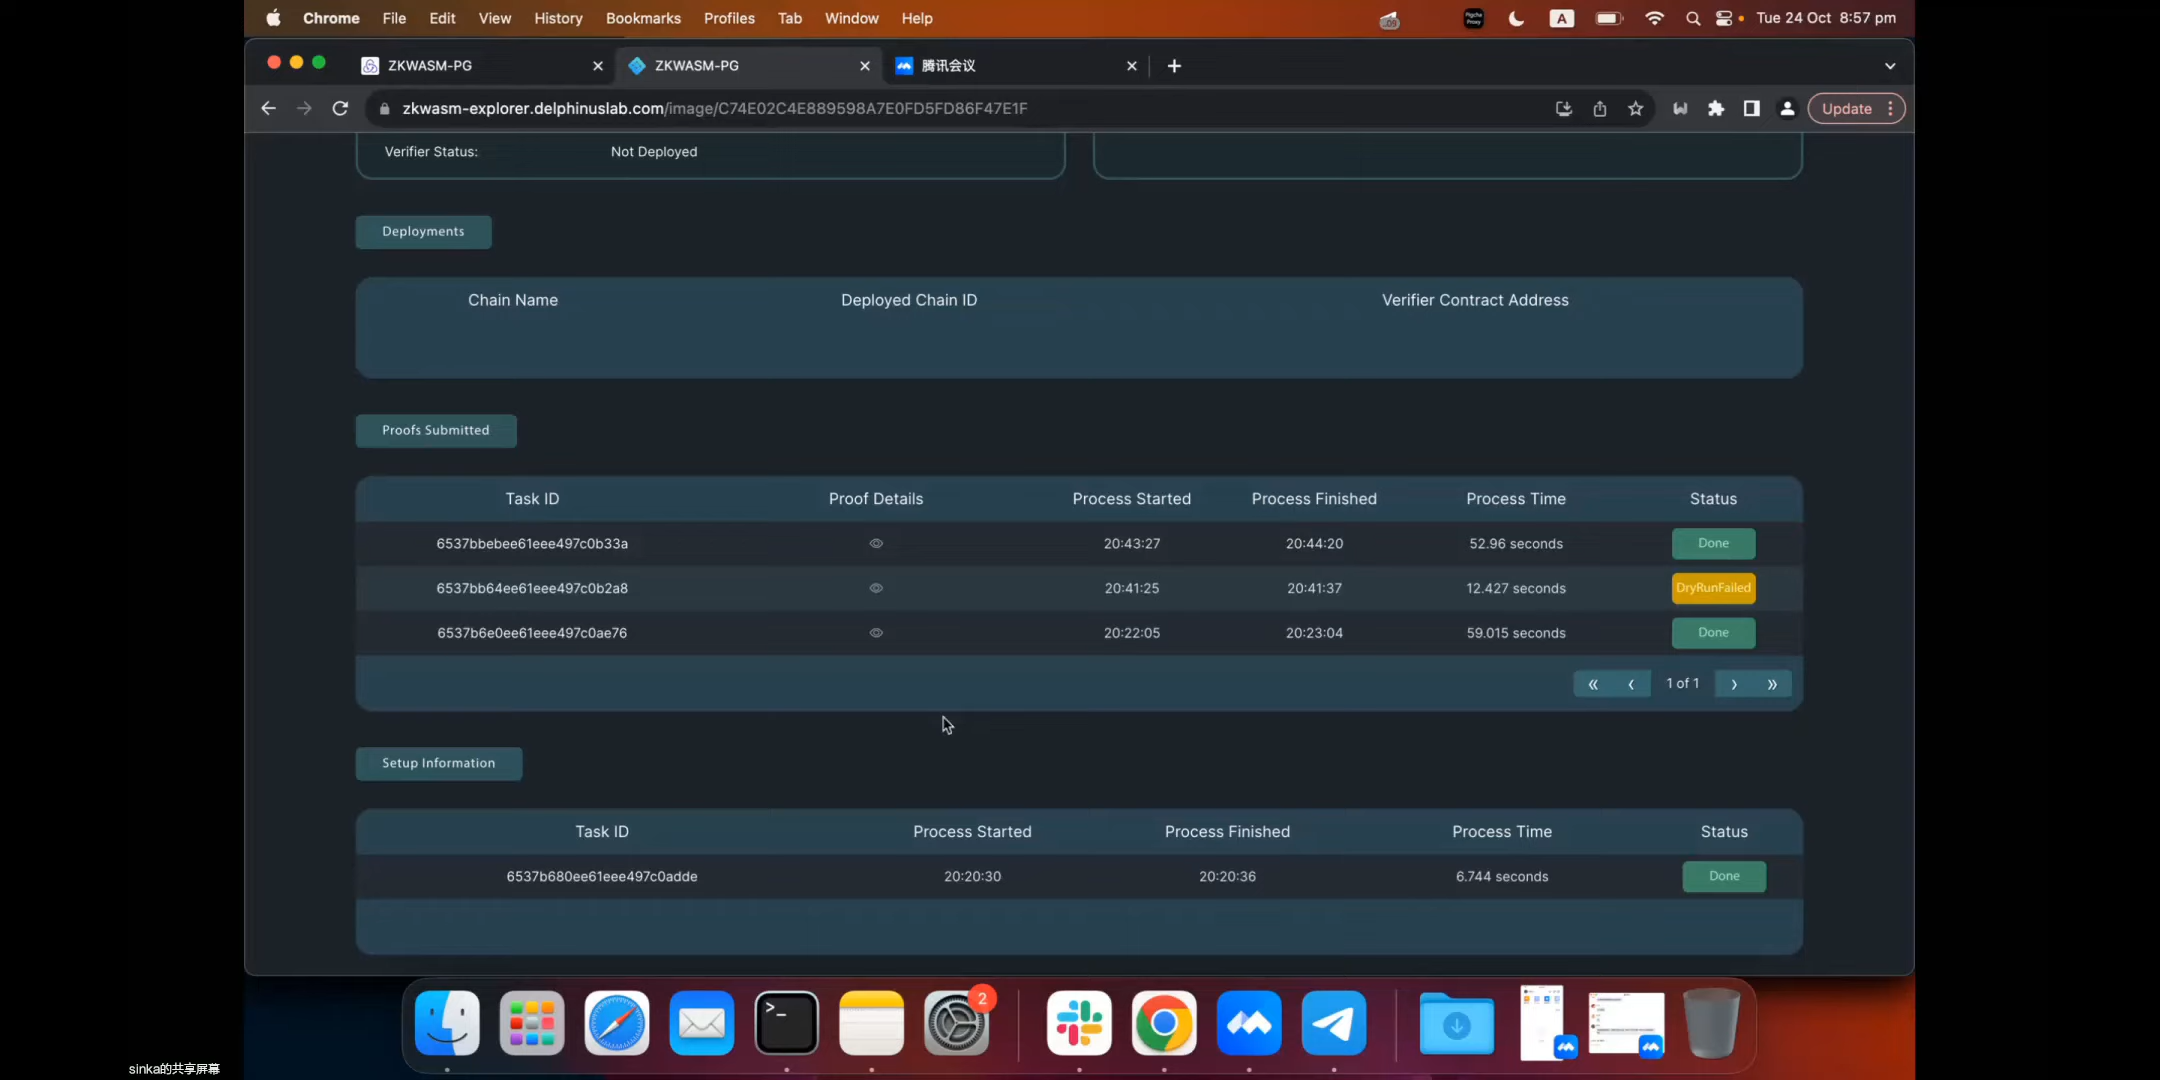 Chrome File Edit View History Bookmarks Profiles Tab Window Help A Tue 24 Oct 8:57 pm
ZKWASM-PG ZKWASM-PG 腾讯会议
zkwasm-explorer.delphinuslab.com/image/C74E02C4E889598A7E0FD5FD86F47E1F Update
Verifier Status: Not Deployed
Deployments
Chain Name Deployed Chain ID Verifier Contract Address
Proofs Submitted
Task ID Proof Details Process Started Process Finished Process Time Status
6537bbebee61eee497c0b33a 20:43:27 20:44:20 52.96 seconds Done
6537bb64ee61eee497c0b2a8 20:41:25 20:41:37 12.427 seconds DryRunFailed
6537b6e0ee61eee497c0ae76 20:22:05 20:23:04 59.015 seconds Done
« ‹ 1 of 1 › »
Setup Information
Task ID Process Started Process Finished Process Time Status
6537b680ee61eee497c0adde 20:20:30 20:20:36 6.744 seconds Done
2
sinka的共享屏幕